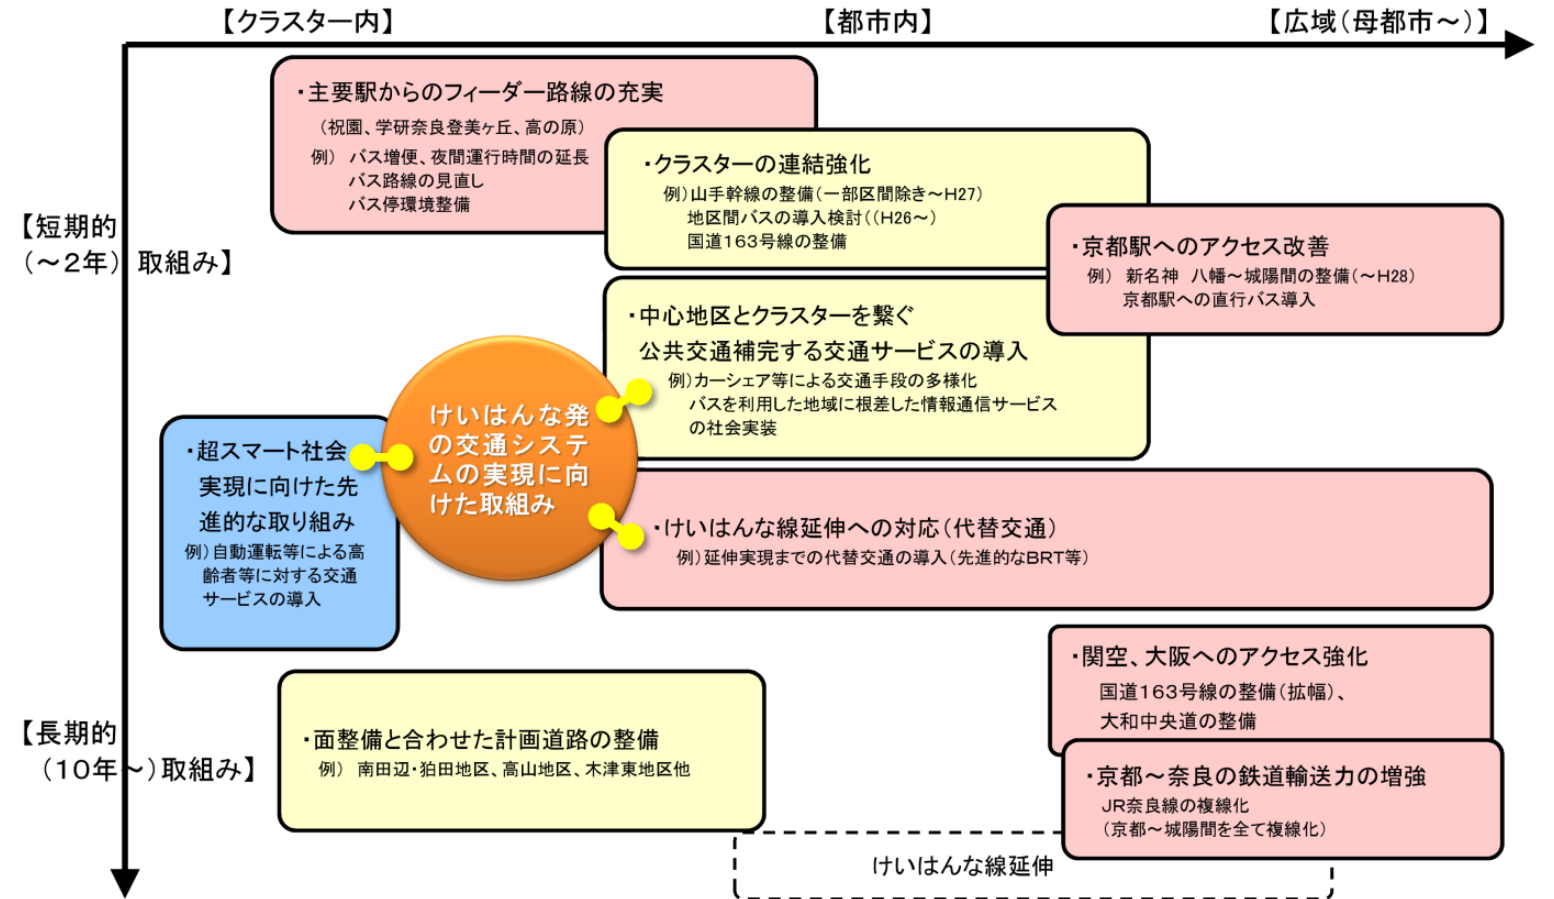 【クラスター内】
【都市内】
【広域（母都市～）】
・主要駅からのフィーダー路線の充実
（祝園、学研奈良登美ヶ丘、高の原）
例） バス増便、夜間運行時間の延長
バス路線の見直し
バス停環境整備
・クラスターの連結強化
例）山手幹線の整備（一部区間除き～H27）
地区間バスの導入検討（（H26～）
国道163号線の整備
【短期的
（～2年）取組み】
・京都駅へのアクセス改善
例） 新名神 八幡～城陽間の整備（～H28）
京都駅への直行バス導入
・中心地区とクラスターを繋ぐ
公共交通補完する交通サービスの導入
例）カーシェア等による交通手段の多様化
バスを利用した地域に根差した情報通信サービス
の社会実装
けいはんな発
の交通システ
ムの実現に向
けた取組み
・超スマート社会
実現に向けた先
進的な取り組み
例）自動運転等による高
齢者等に対する交通
サービスの導入
・けいはんな線延伸への対応（代替交通）
例）延伸実現までの代替交通の導入（先進的なBRT等）
・関空、大阪へのアクセス強化
国道163号線の整備（拡幅）、
大和中央道の整備
【長期的
（10年～）取組み】
・面整備と合わせた計画道路の整備
例） 南田辺・狛田地区、高山地区、木津東地区他
・京都～奈良の鉄道輸送力の増強
JR奈良線の複線化
（京都～城陽間を全て複線化）
けいはんな線延伸